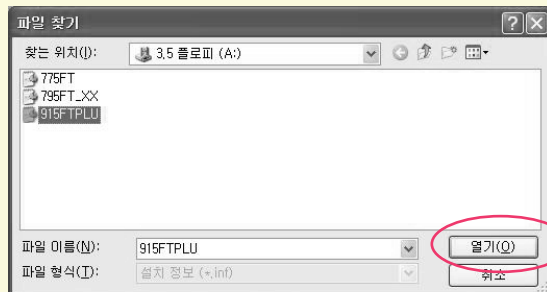 파일 찾기
찾는 위치(I): 3.5 플로피 (A:)
775FT
795FT_XX
915FTPLU
파일 이름(N): 915FTPLU 열기(O)
파일 형식(T): 설치 정보 (*.inf) 취소